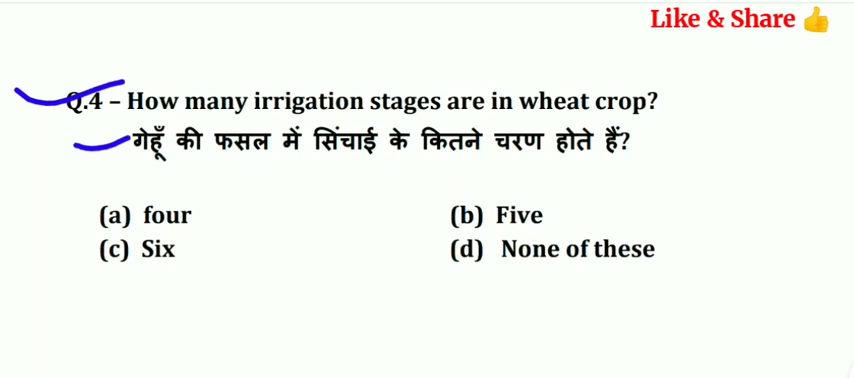 Like & Share 👍
Q.4 – How many irrigation stages are in wheat crop?
गेहूँ की फसल में सिंचाई के कितने चरण होते हैं?
(a) four (b) Five
(c) Six (d) None of these